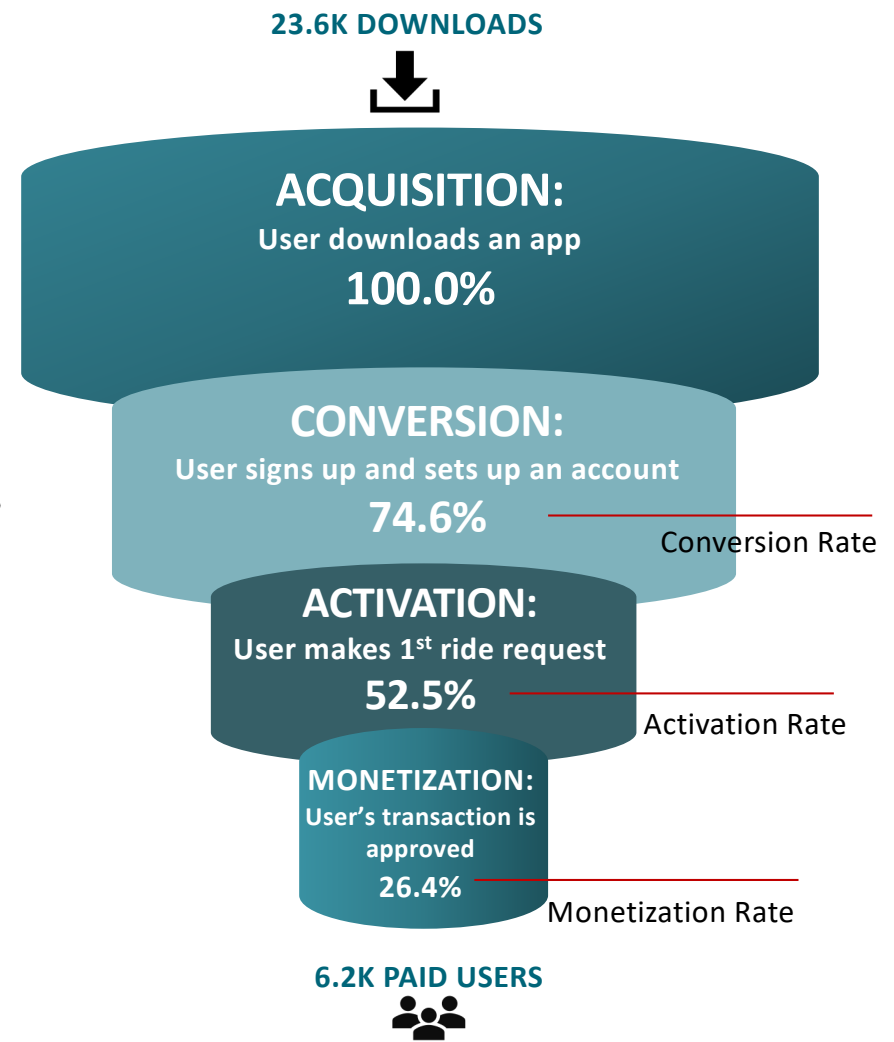 23.6K DOWNLOADS
ACQUISITION:
User downloads an app
100.0%
CONVERSION:
User signs up and sets up an account
74.6%
Conversion Rate
ACTIVATION:
User makes 1st ride request
52.5%
Activation Rate
MONETIZATION:
User’s transaction is
approved
26.4%
Monetization Rate
6.2K PAID USERS